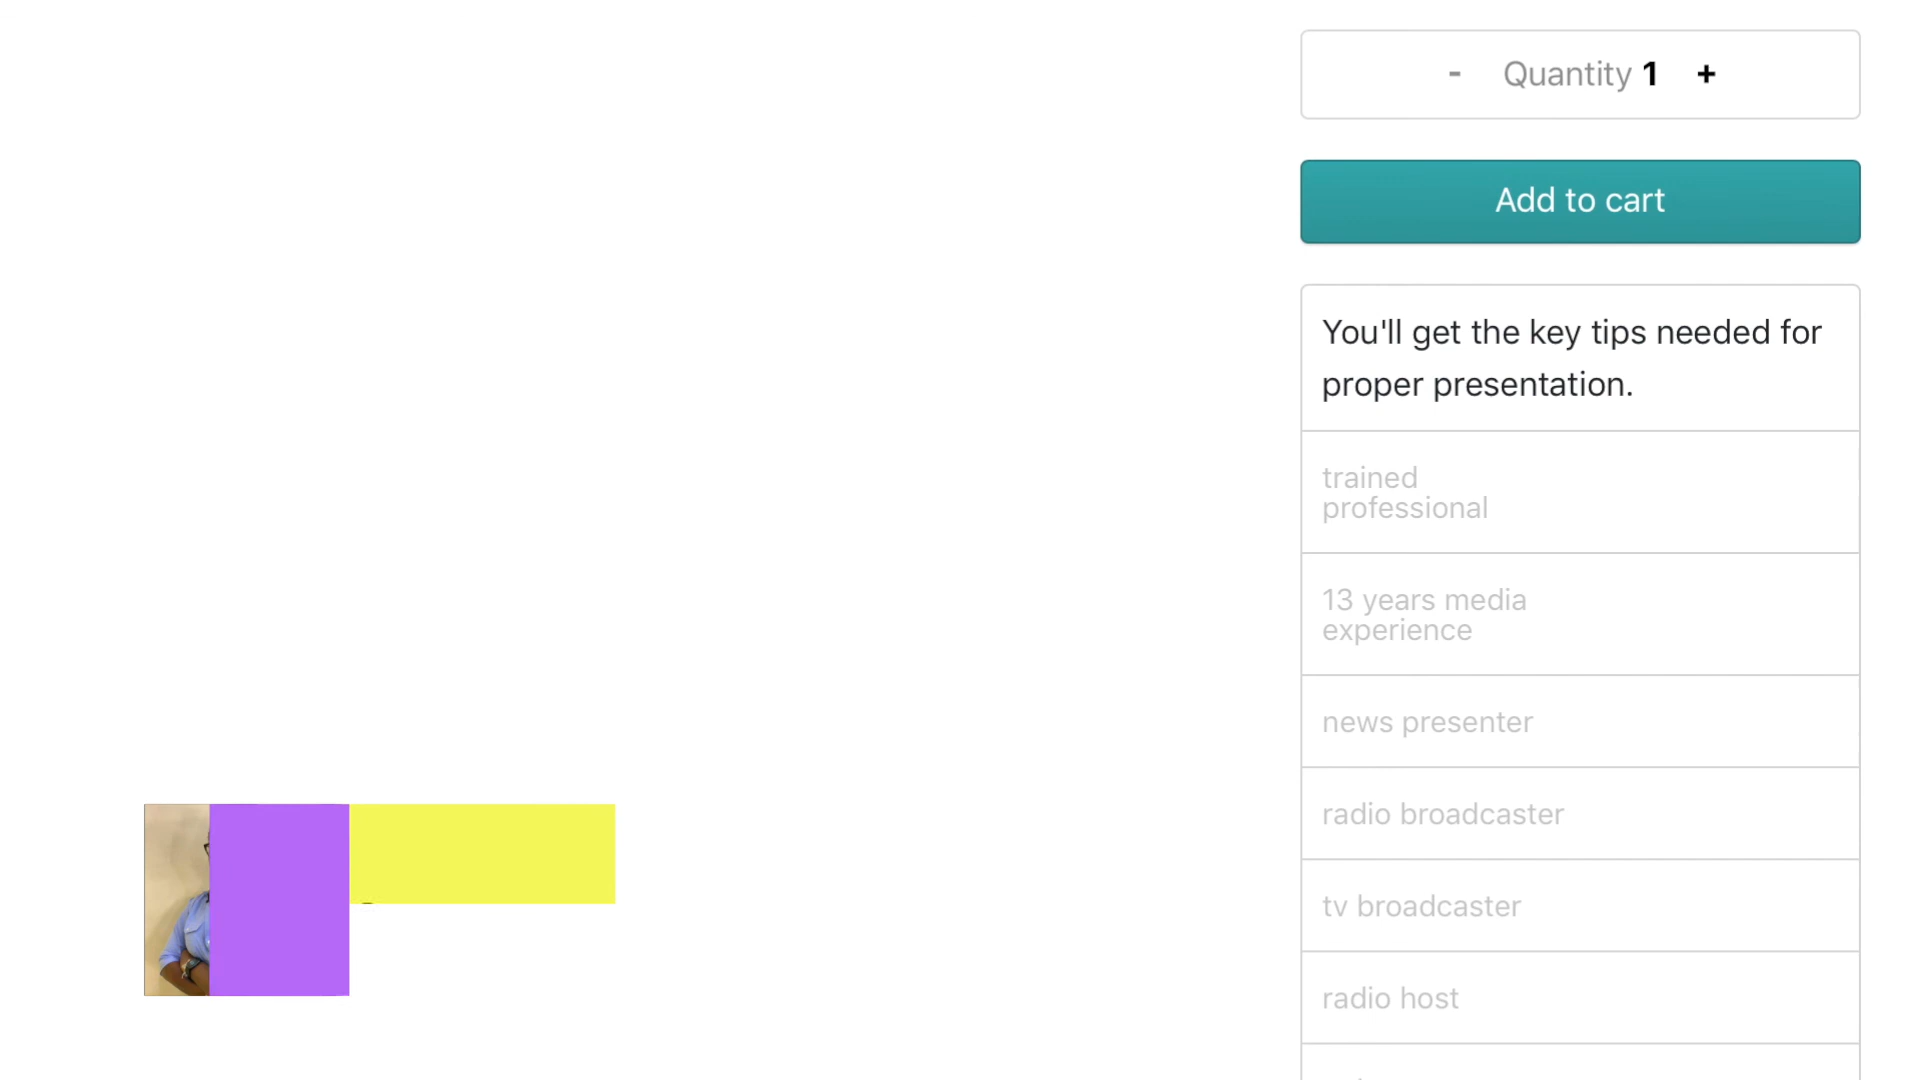 - Quantity 1 +
Add to cart
You'll get the key tips needed for
proper presentation.
trained
professional
13 years media
experience
news presenter
radio broadcaster
tv broadcaster
radio host